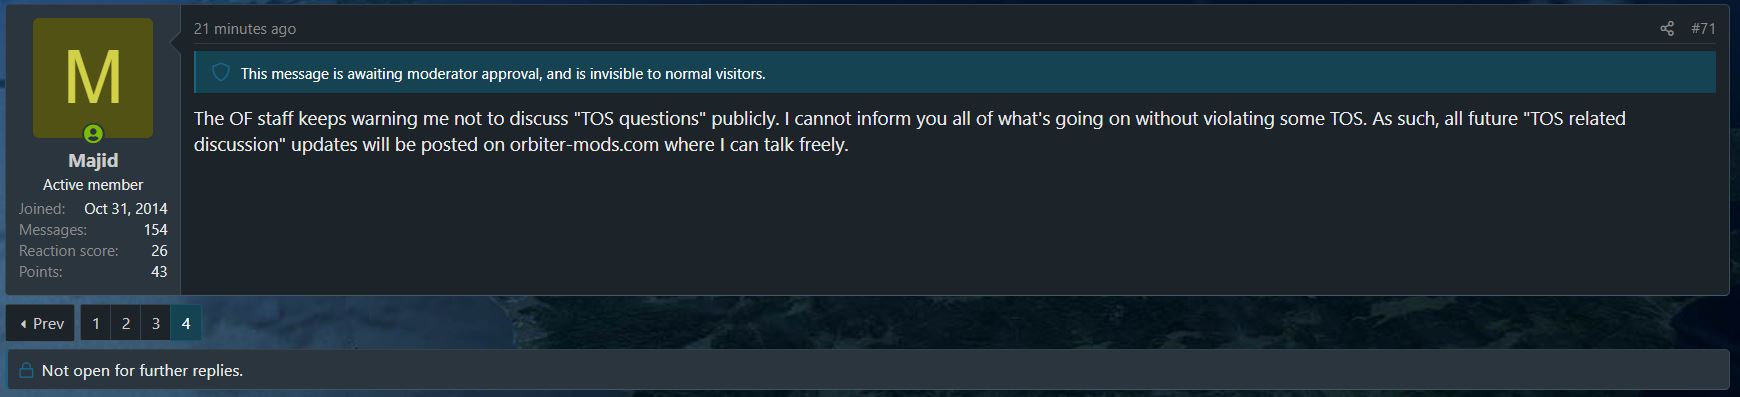 M
Majid
Active member
Joined: Oct 31, 2014
Messages: 154
Reaction score: 26
Points: 43
21 minutes ago
#71
This message is awaiting moderator approval, and is invisible to normal visitors.
The OF staff keeps warning me not to discuss "TOS questions" publicly. I cannot inform you all of what's going on without violating some TOS. As such, all future "TOS related
discussion" updates will be posted on orbiter-mods.com where I can talk freely.
Prev 1 2 3 4
Not open for further replies.